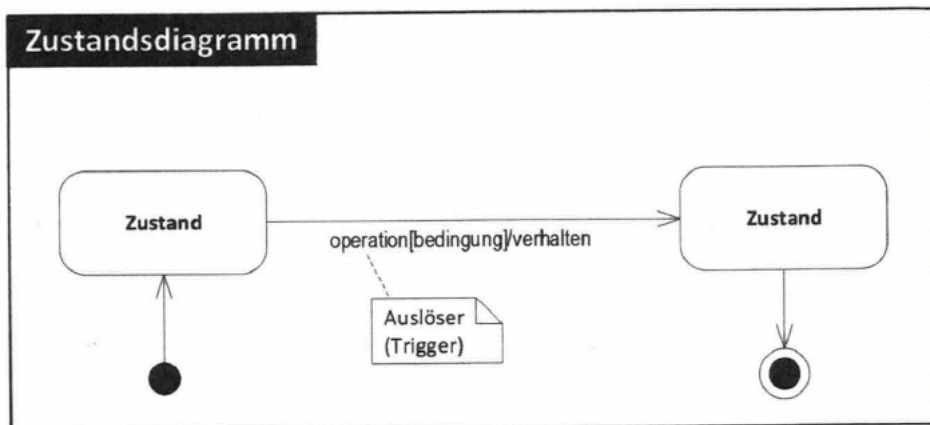 Zustandsdiagramm
Zustand
operation[bedingung]/verhalten
Zustand
Auslöser
(Trigger)